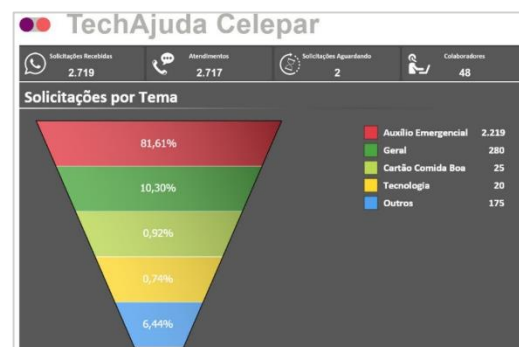 TechAjuda Celepar
Solicitações Recebidas
2.719
Atendimentos
2.717
Solicitações Aguardando
2
Colaboradores
48
Solicitações por Tema
81,61%
10,30%
0,92%
0,74%
6,44%
Auxílio Emergencial 2.219
Geral 280
Cartão Comida Boa 25
Tecnologia 20
Outros 175